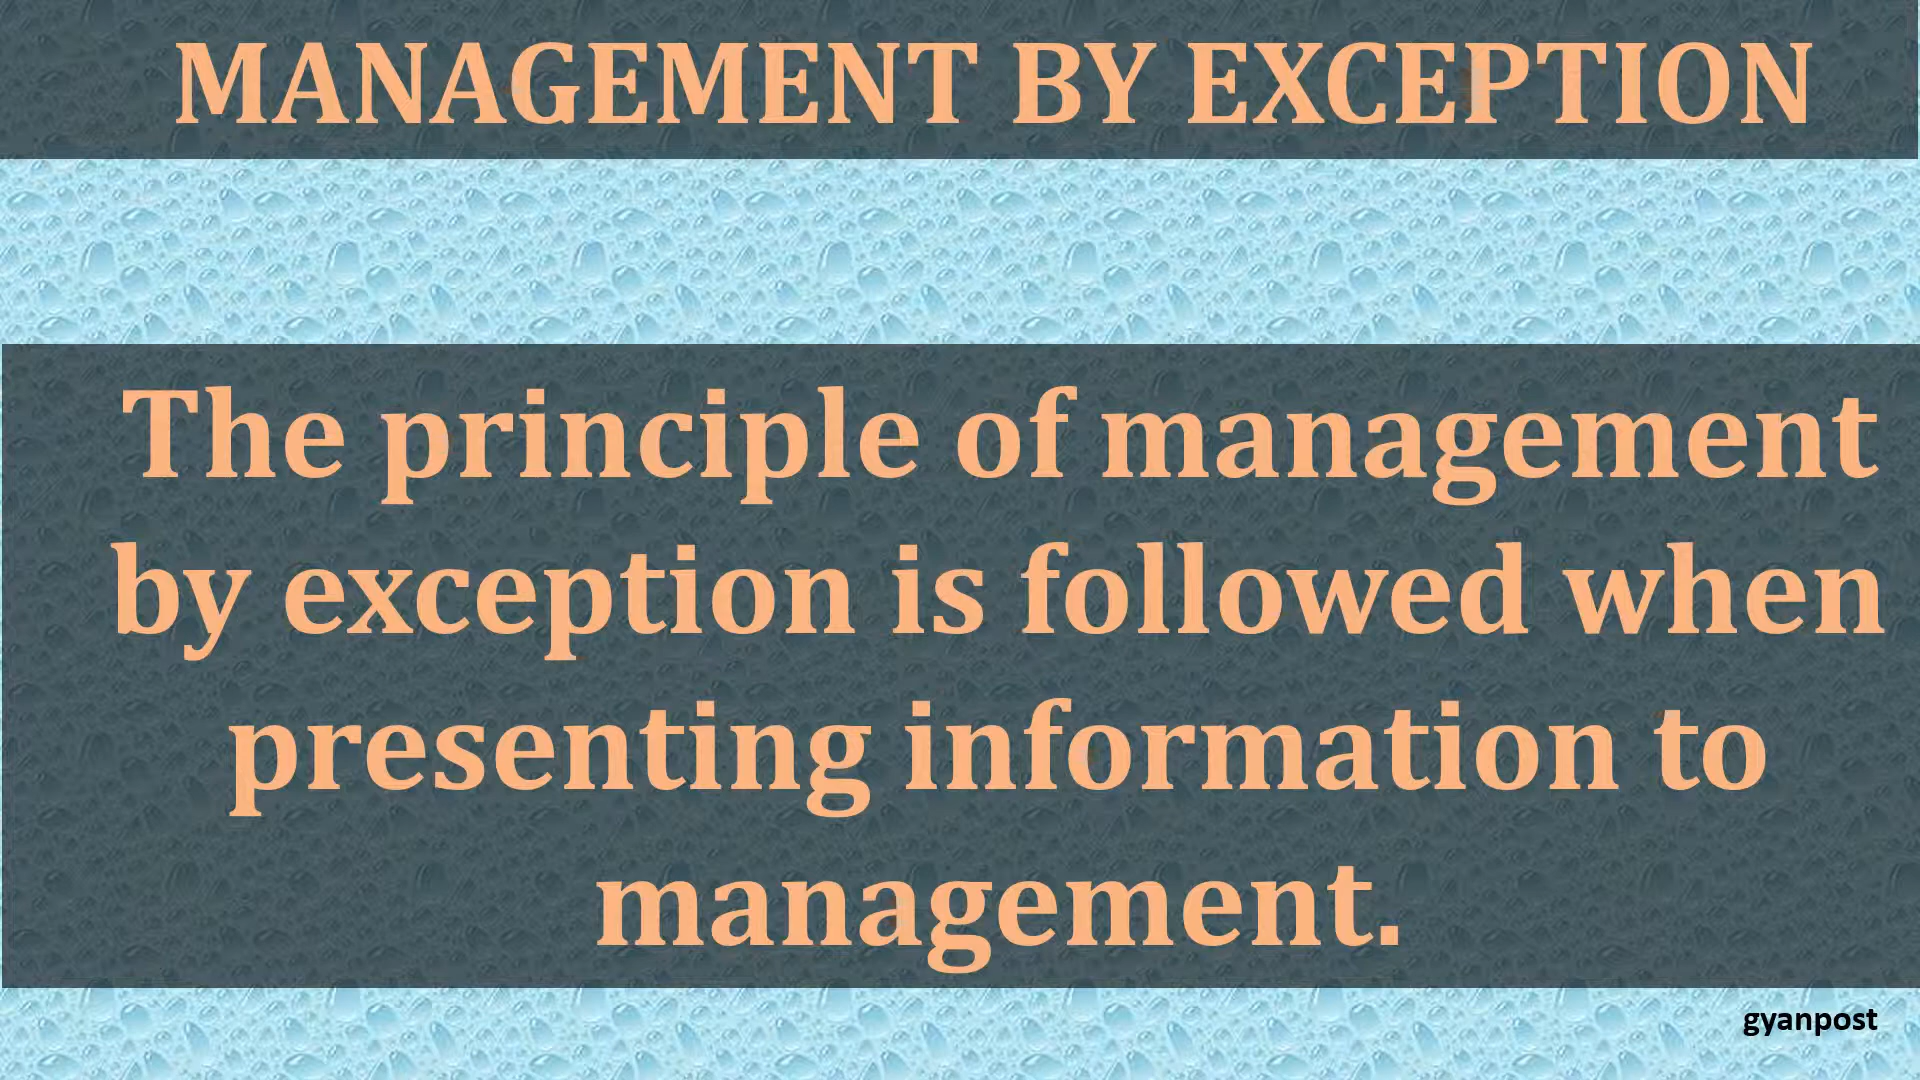 MANAGEMENT BY EXCEPTION
The principle of management
by exception is followed when
presenting information to
management.
gyanpost